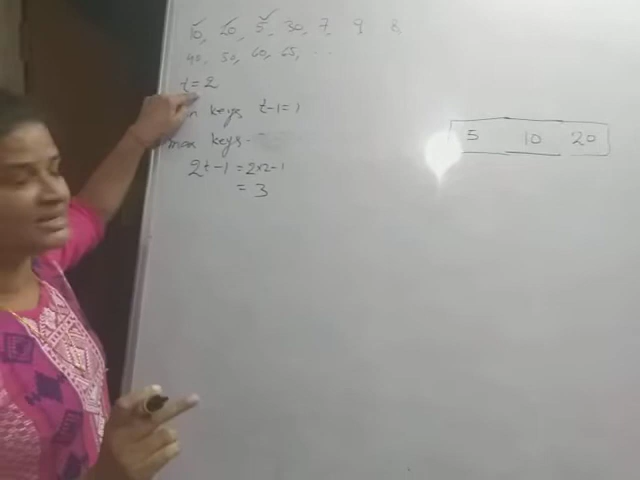 10, 20, 5, 30, 7, 9 8,
40, 50, 60, 65, ...
t = 2
keys t-1=1
max keys -
2t-1 = 2x2-1
= 3
5 10 20